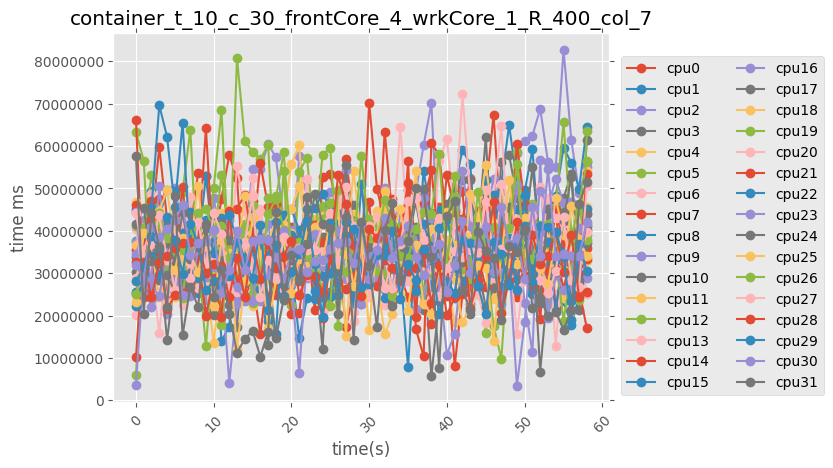 container_t_10_c_30_frontCore_4_wrkCore_1_R_400_col_7
time ms
80000000
70000000
60000000
50000000
40000000
30000000
20000000
10000000
0
0
10
20
30
40
50
60
time(s)
cpu0
cpu1
cpu2
cpu3
cpu4
cpu5
cpu6
cpu7
cpu8
cpu9
cpu10
cpu11
cpu12
cpu13
cpu14
cpu15
cpu16
cpu17
cpu18
cpu19
cpu20
cpu21
cpu22
cpu23
cpu24
cpu25
cpu26
cpu27
cpu28
cpu29
cpu30
cpu31